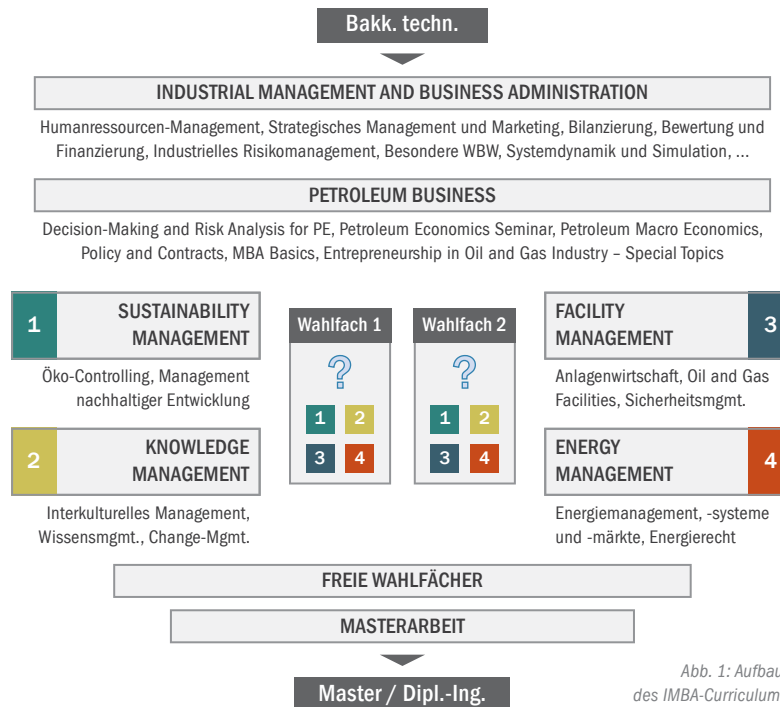 Bakk. techn.
INDUSTRIAL MANAGEMENT AND BUSINESS ADMINISTRATION
Humanressourcen-Management, Strategisches Management und Marketing, Bilanzierung, Bewertung und
Finanzierung, Industrielles Risikomanagement, Besondere WBW, Systemdynamik und Simulation, ...
PETROLEUM BUSINESS
Decision-Making and Risk Analysis for PE, Petroleum Economics Seminar, Petroleum Macro Economics,
Policy and Contracts, MBA Basics, Entrepreneurship in Oil and Gas Industry – Special Topics
1
SUSTAINABILITY
MANAGEMENT
Öko-Controlling, Management
nachhaltiger Entwicklung
2
KNOWLEDGE
MANAGEMENT
Interkulturelles Management,
Wissensmgmt., Change-Mgmt.
Wahlfach 1
?
1 2
3 4
Wahlfach 2
?
1 2
3 4
FACILITY
MANAGEMENT
3
Anlagenwirtschaft, Oil and Gas
Facilities, Sicherheitsmgmt.
ENERGY
MANAGEMENT
4
Energiemanagement, -systeme
und -märkte, Energierecht
FREIE WAHLFÄCHER
MASTERARBEIT
Master / Dipl.-Ing.
Abb. 1: Aufbau
des IMBA-Curriculum